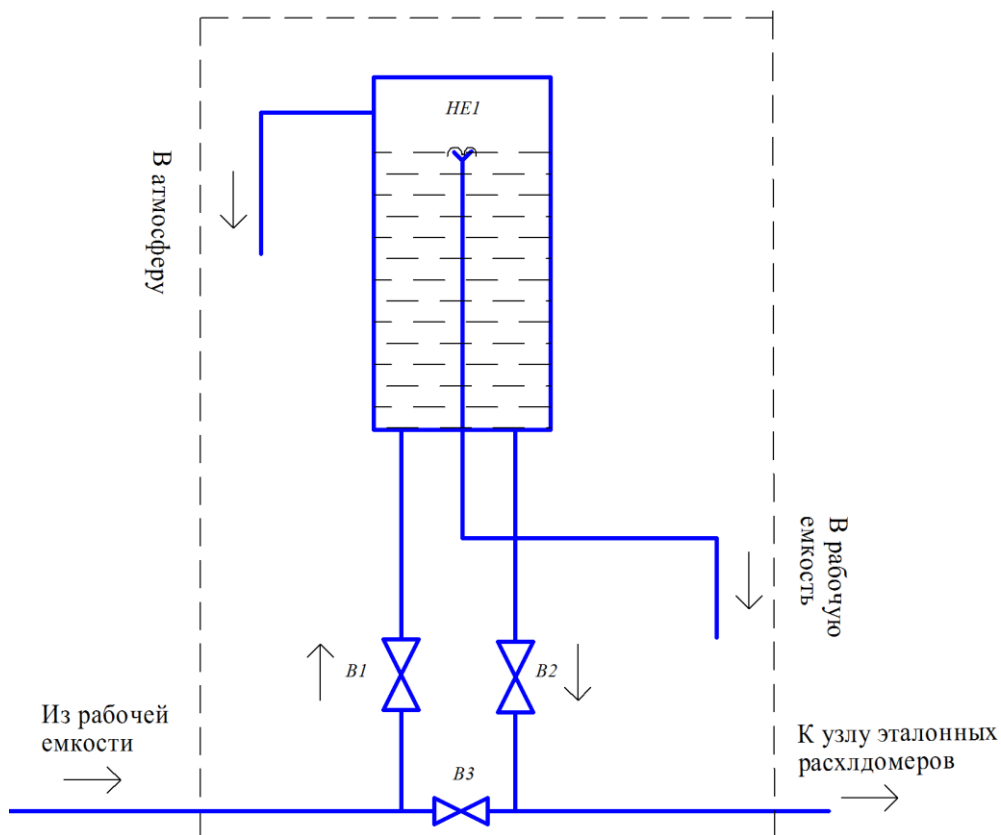 НЕ1
В атмосферу
В рабочую
емкость
В1
В2
Из рабочей
емкости
К узлу эталонных
расхлдомеров
В3